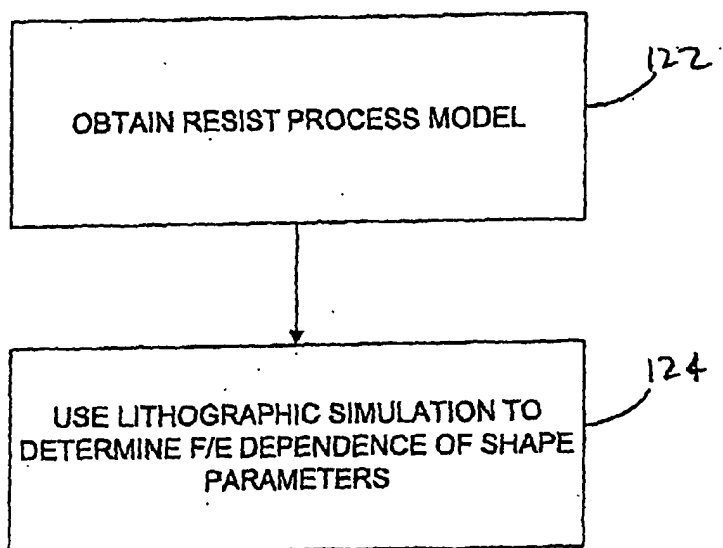 122
OBTAIN RESIST PROCESS MODEL
124
USE LITHOGRAPHIC SIMULATION TO
DETERMINE F/E DEPENDENCE OF SHAPE
PARAMETERS